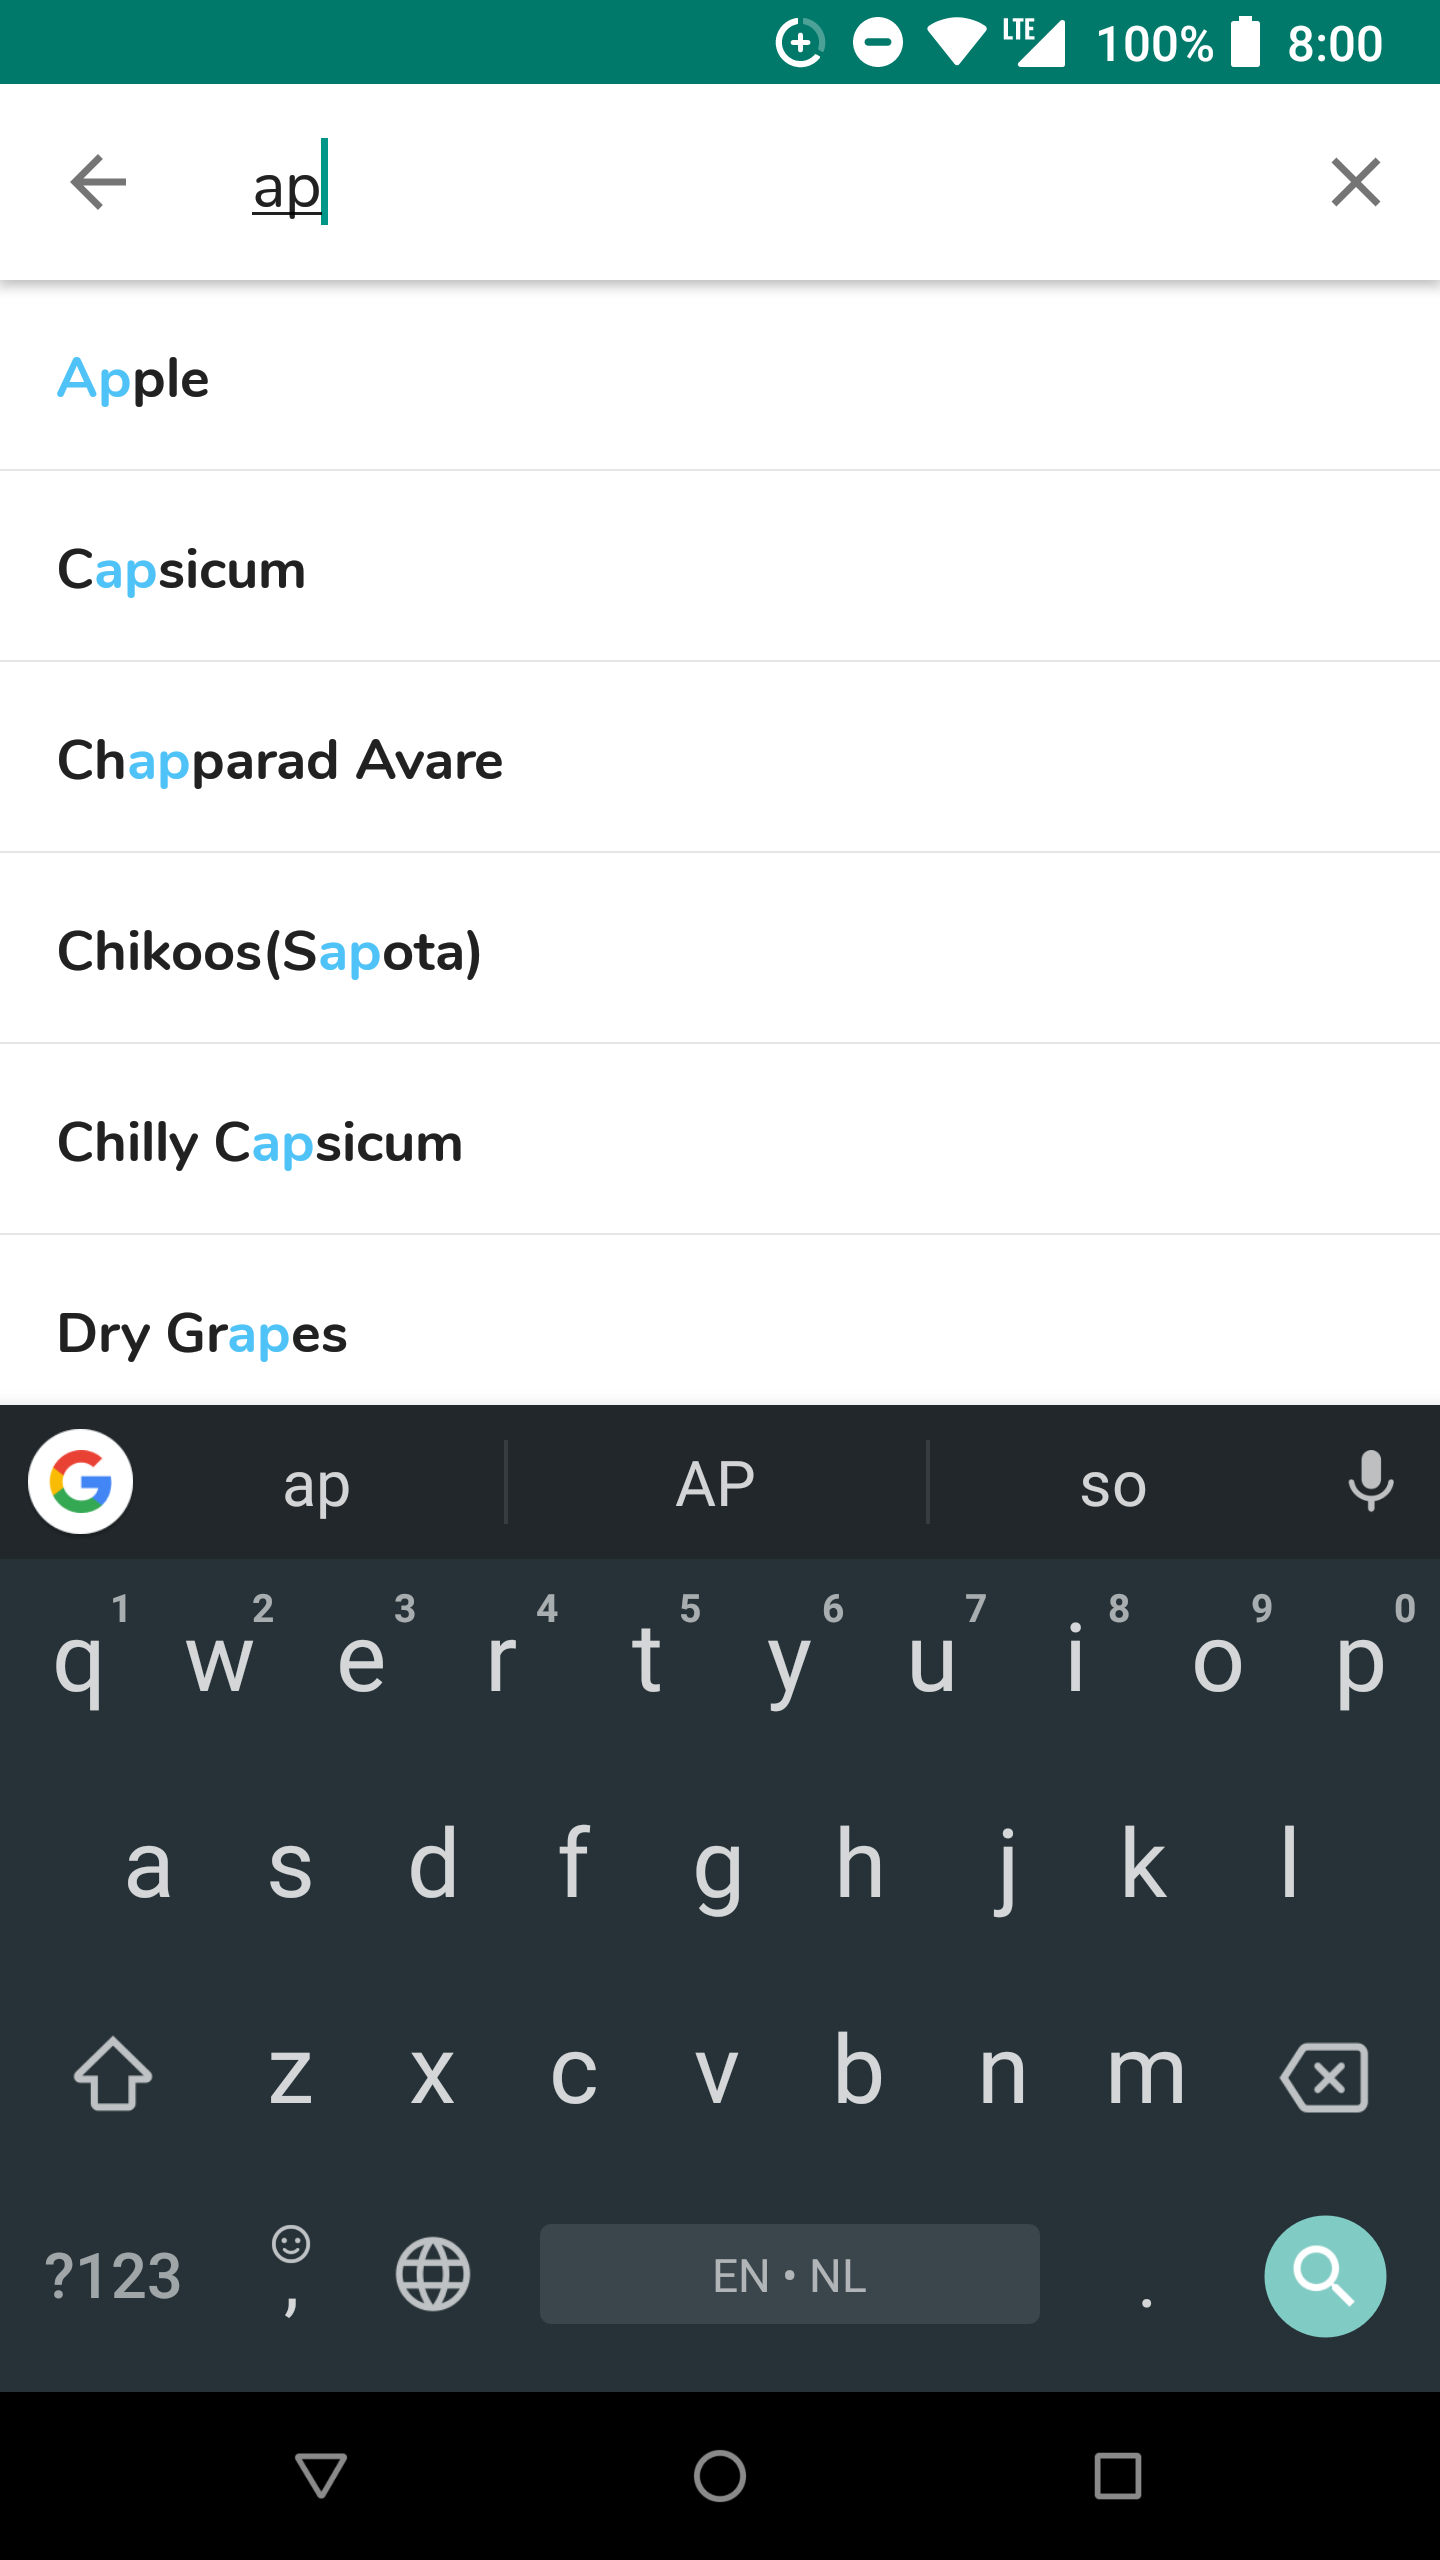 LTE 100% 8:00
ap
Apple
Capsicum
Chapparad Avare
Chikoos(Sapota)
Chilly Capsicum
Dry Grapes
ap AP so
1 2 3 4 5 6 7 8 9 0
q w e r t y u i o p
a s d f g h j k l
z x c v b n m
?123 , EN • NL .